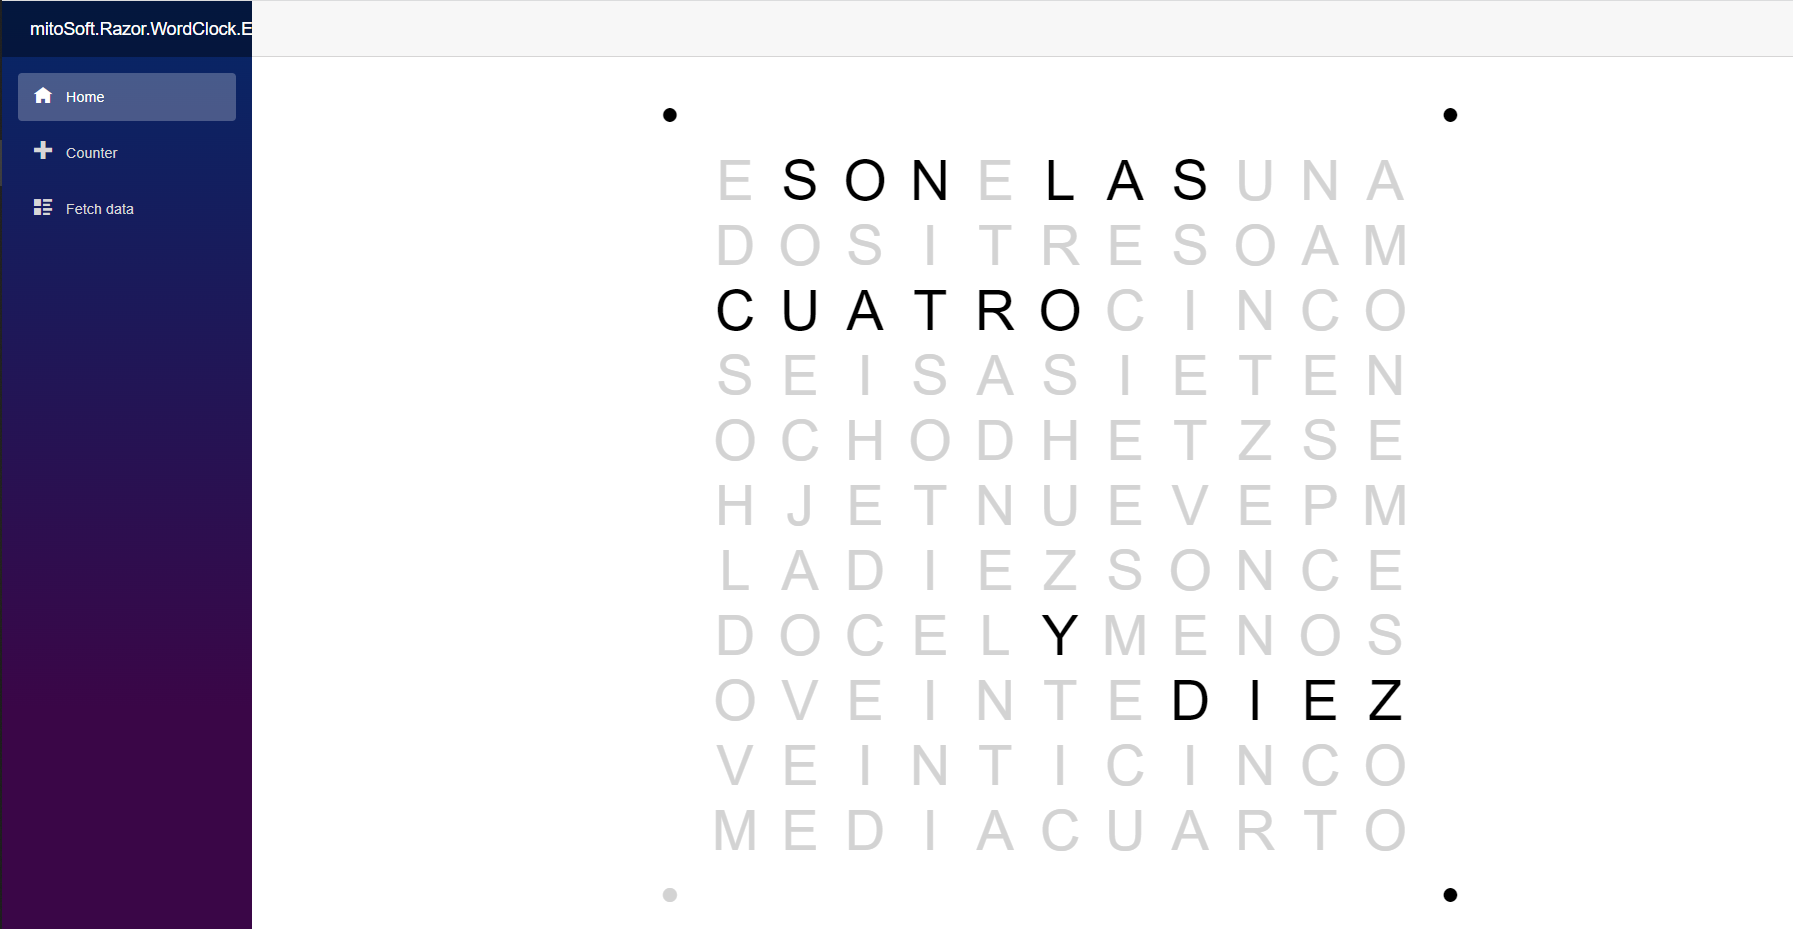 mitoSoft.Razor.WordClock.E
Home
Counter
Fetch data
E S O N E L A S U N A
D O S I T R E S O A M
C U A T R O C I N C O
S E I S A S I E T E N
O C H O D H E T Z S E
H J E T N U E V E P M
L A D I E Z S O N C E
D O C E L Y M E N O S
O V E I N T E D I E Z
V E I N T I C I N C O
M E D I A C U A R T O